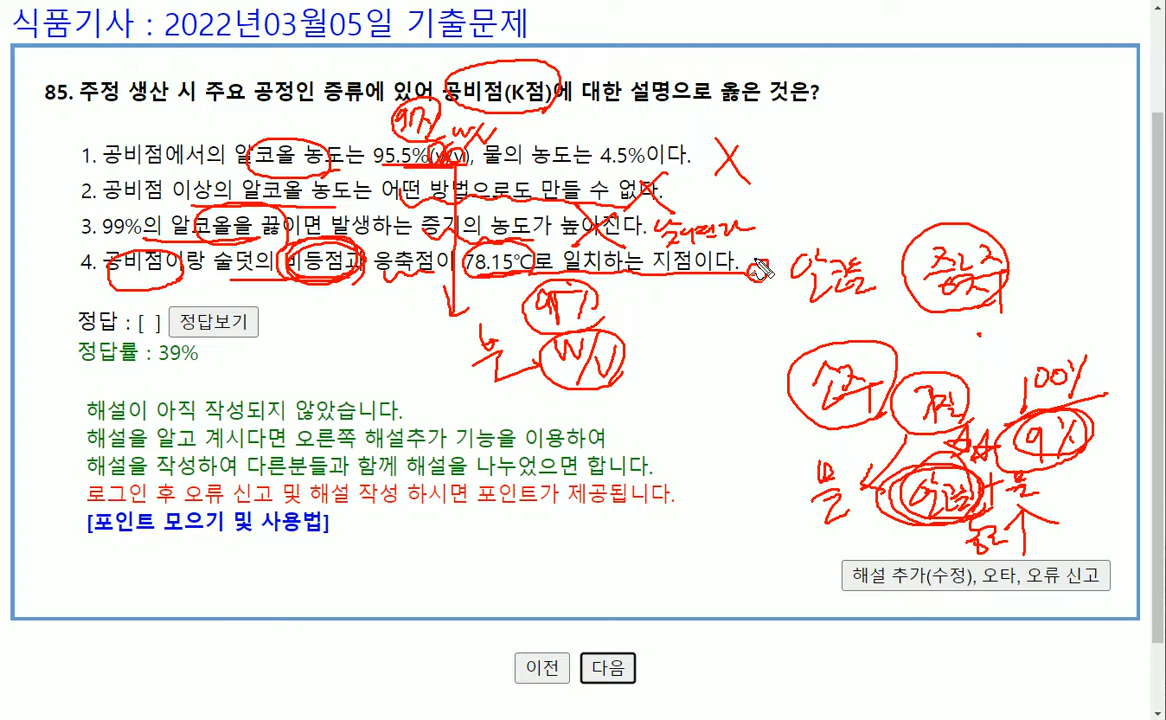 식품기사 : 2022년03월05일 기출문제
85. 주정 생산 시 주요 공정인 증류에 있어 공비점(K점)에 대한 설명으로 옳은 것은?
97%
W/V
1. 공비점에서의 알코올 농도는 95.5%(v/v), 물의 농도는 4.5%이다.
2. 공비점 이상의 알코올 농도는 어떤 방법으로도 만들 수 없다.
3. 99%의 알코올을 끓이면 발생하는 증기의 농도가 높아진다.
4. 공비점이랑 술덧의 비등점과 응축점이 78.15℃로 일치하는 지점이다.
알코올 증류주
정답 : [ ] 정답보기
97
W/V
정답률 : 39%
100%
해설이 아직 작성되지 않았습니다.
해설을 알고 계시다면 오른쪽 해설추가 기능을 이용하여
9%
해설을 작성하여 다른분들과 함께 해설을 나누었으면 합니다.
로그인 후 오류 신고 및 해설 작성 하시면 포인트가 제공됩니다.
물 알콜 + 물
[포인트 모으기 및 사용법]
해설 추가(수정), 오타, 오류 신고
이전 다음